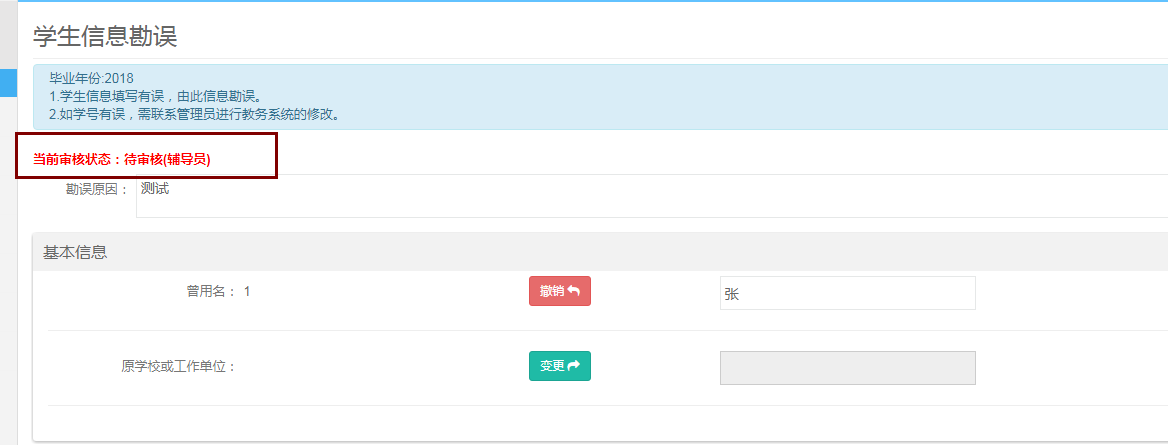 学生信息勘误
毕业年份:2018
1.学生信息填写有误，由此信息勘误。
2.如学号有误，需联系管理员进行教务系统的修改。
当前审核状态：待审核(辅导员)
勘误原因： 测试
基本信息
曾用名： 1 撤销 张
原学校或工作单位： 变更